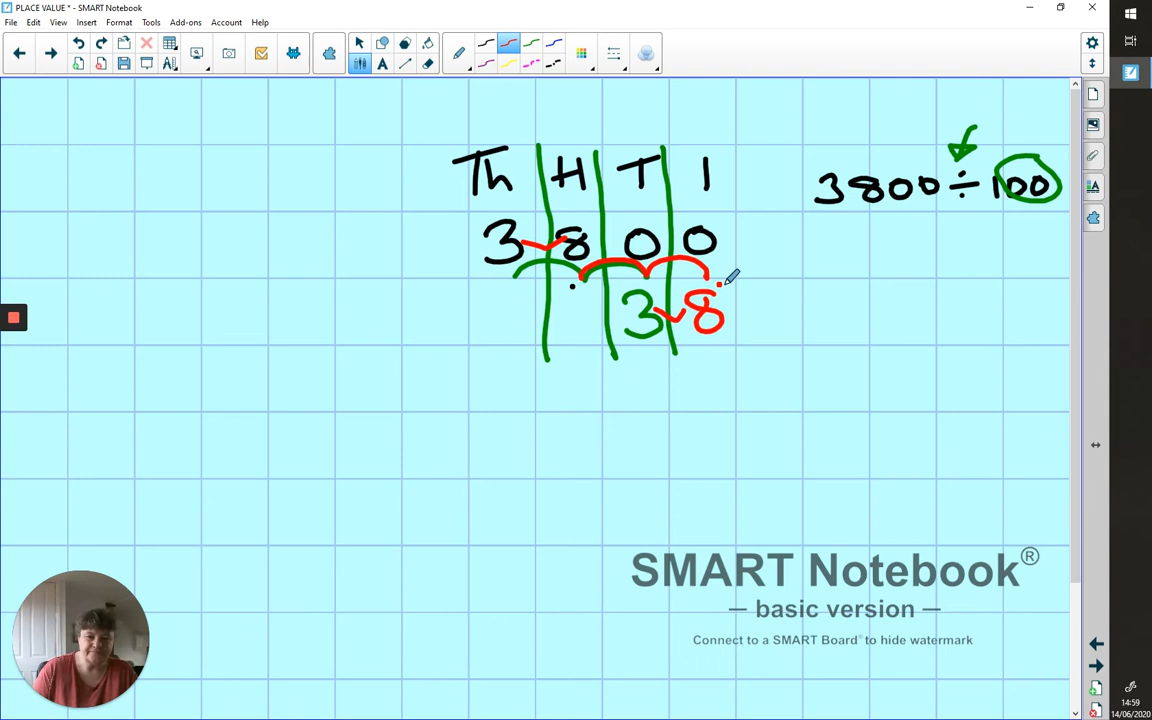 PLACE VALUE * - SMART Notebook
File Edit View Insert Format Tools Add-ons Account Help
Th H T 1
3800 ÷ 100
3 8 0 0
3 8
SMART Notebook®
— basic version —
Connect to a SMART Board® to hide watermark
14:59
14/06/2020